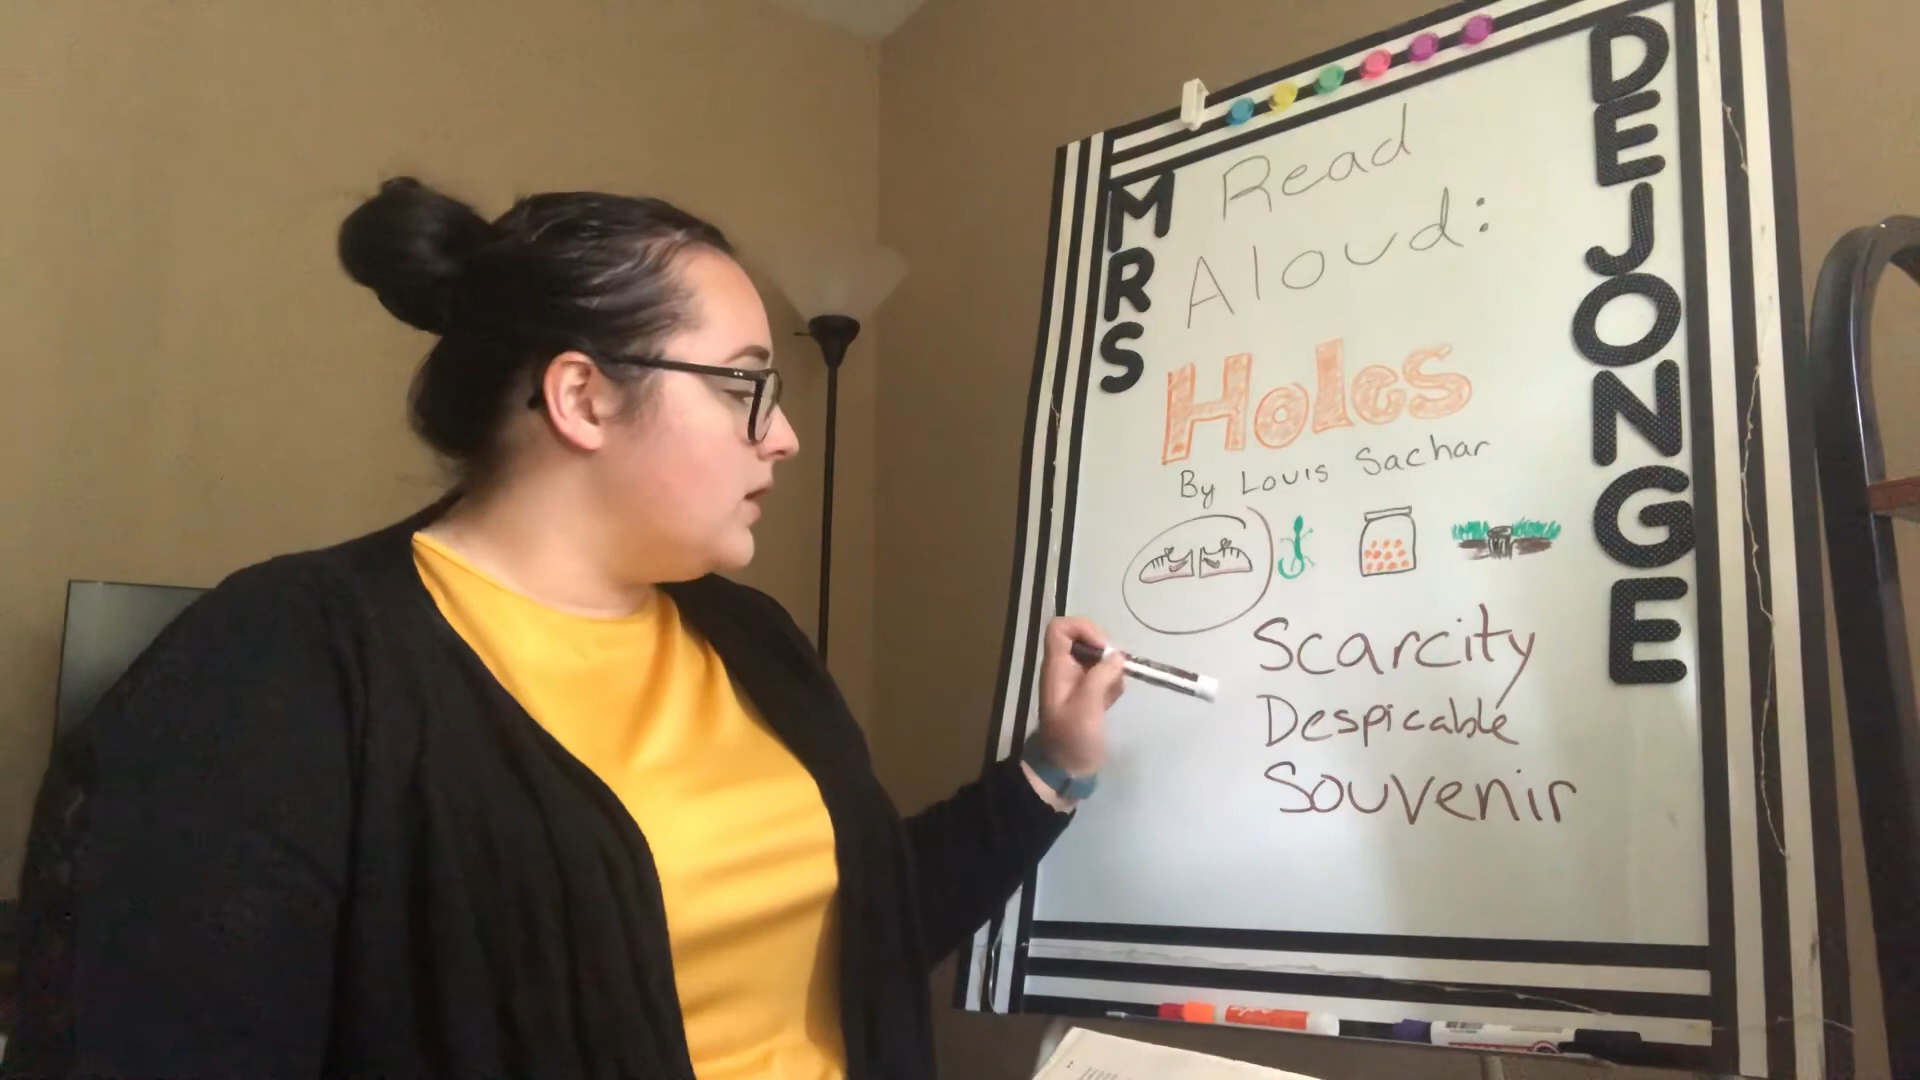 MRS
DEJONGE
Read
Aloud:
Holes
By Louis Sachar
Scarcity
Despicable
Souvenir